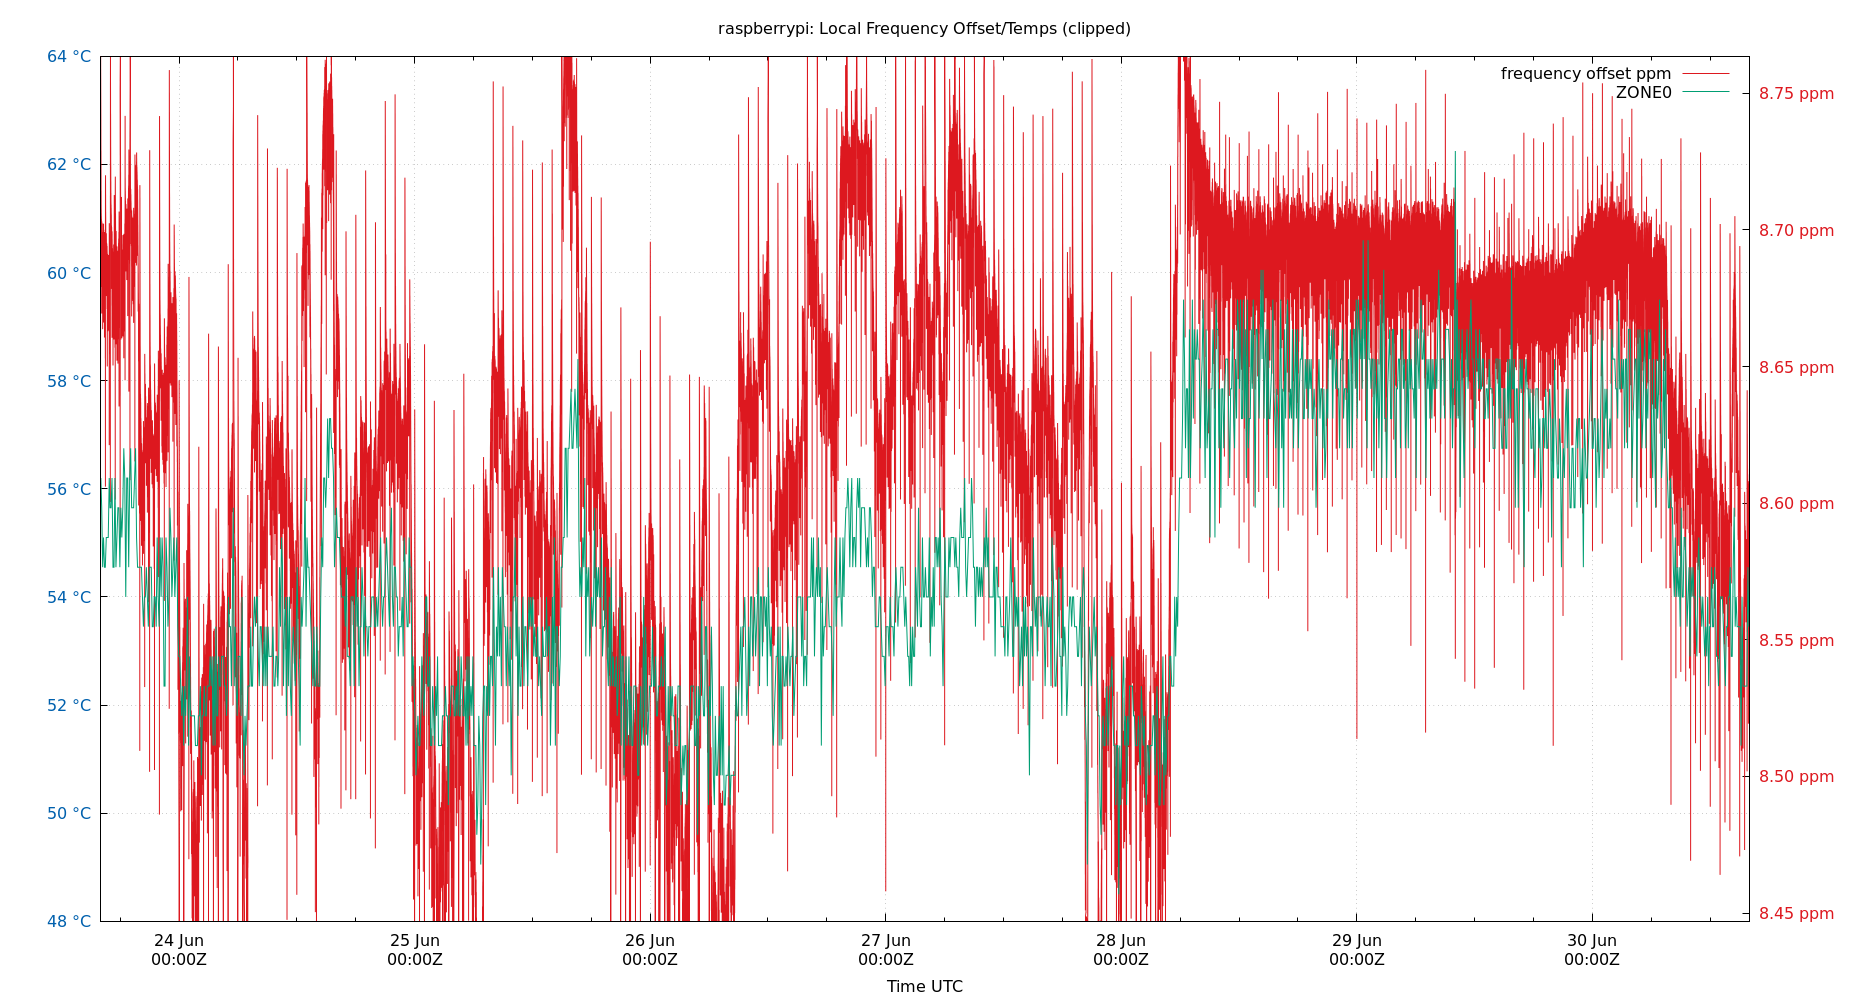 raspberrypi: Local Frequency Offset/Temps (clipped)
64 °C
62 °C
60 °C
58 °C
56 °C
54 °C
52 °C
50 °C
48 °C
frequency offset ppm
ZONE0
8.75 ppm
8.70 ppm
8.65 ppm
8.60 ppm
8.55 ppm
8.50 ppm
8.45 ppm
24 Jun
00:00Z
25 Jun
00:00Z
26 Jun
00:00Z
27 Jun
00:00Z
28 Jun
00:00Z
29 Jun
00:00Z
30 Jun
00:00Z
Time UTC